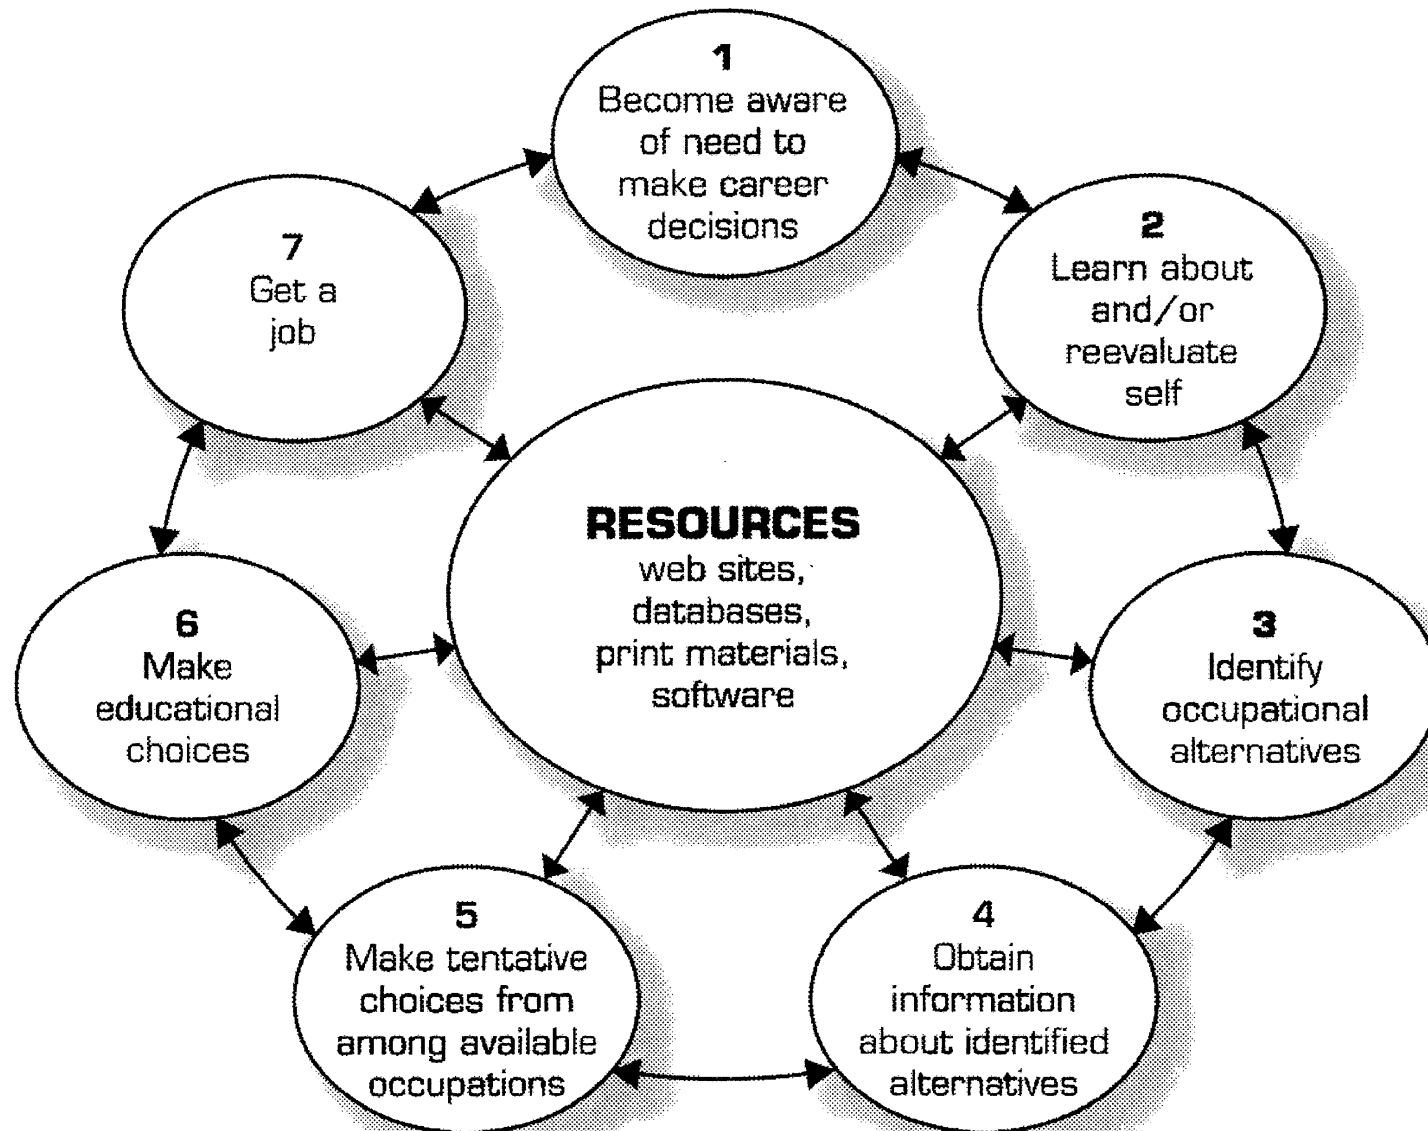 1
Become aware
of need to
make career
decisions
2
Learn about
and/or
reevaluate
self
3
Identify
occupational
alternatives
4
Obtain
information
about identified
alternatives
5
Make tentative
choices from
among available
occupations
6
Make
educational
choices
7
Get a
job
RESOURCES
web sites,
databases,
print materials,
software